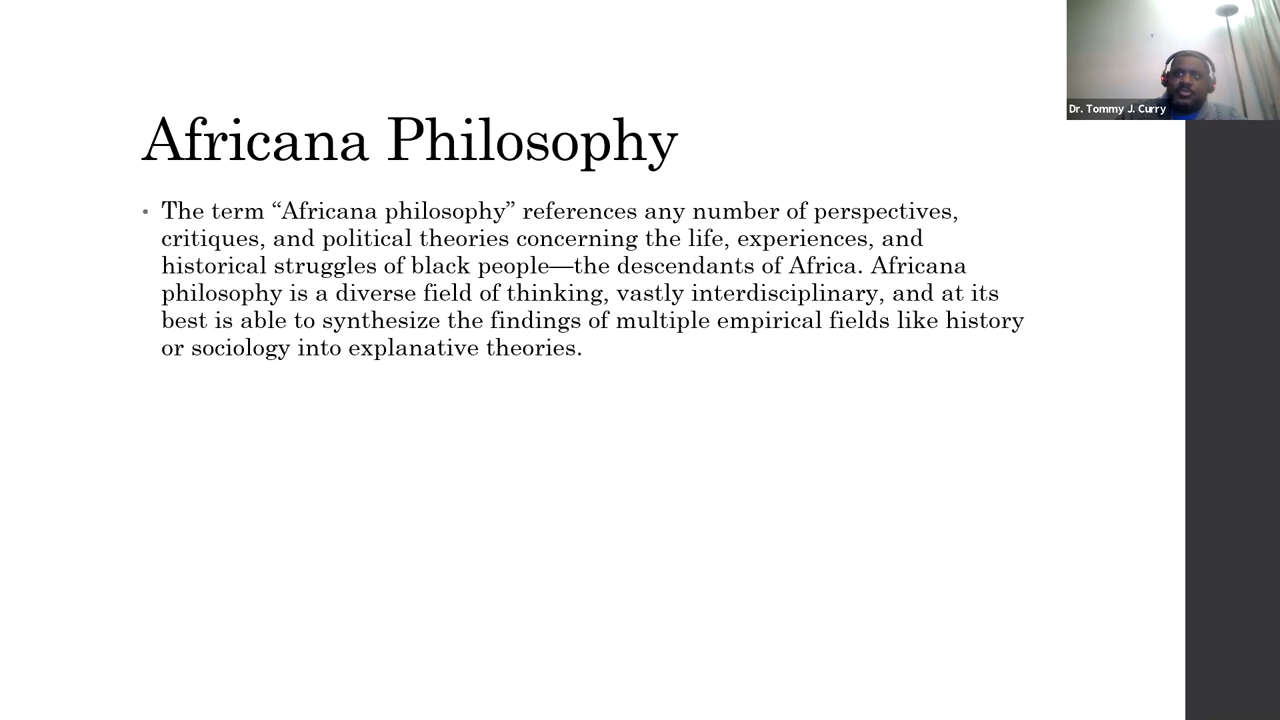 Dr. Tommy J. Curry
Africana Philosophy
• The term “Africana philosophy” references any number of perspectives,
critiques, and political theories concerning the life, experiences, and
historical struggles of black people—the descendants of Africa. Africana
philosophy is a diverse field of thinking, vastly interdisciplinary, and at its
best is able to synthesize the findings of multiple empirical fields like history
or sociology into explanative theories.